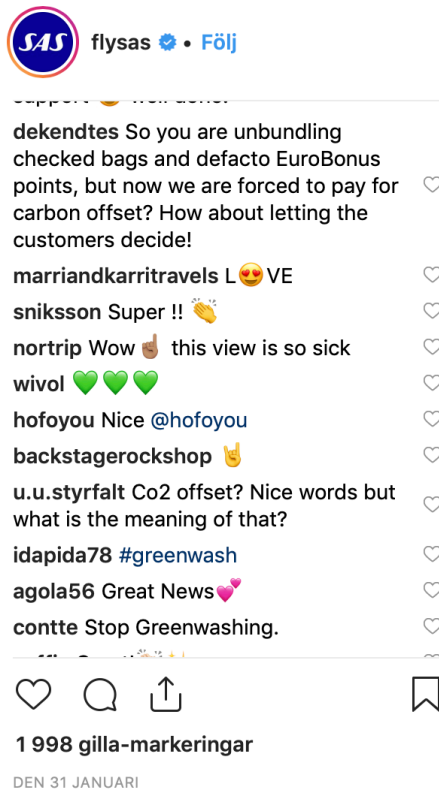 SAS flysas • Följ
dekendtes So you are unbundling
checked bags and defacto EuroBonus
points, but now we are forced to pay for
carbon offset? How about letting the
customers decide!
marriandkarritravels L😍VE
sniksson Super !! 👏
nortrip Wow ☝🏽 this view is so sick
wivol 💚💚💚
hofoyou Nice @hofoyou
backstagerockshop 🤘
u.u.styrfalt Co2 offset? Nice words but
what is the meaning of that?
idapida78 #greenwash
agola56 Great News💕
contte Stop Greenwashing.
1 998 gilla-markeringar
DEN 31 JANUARI